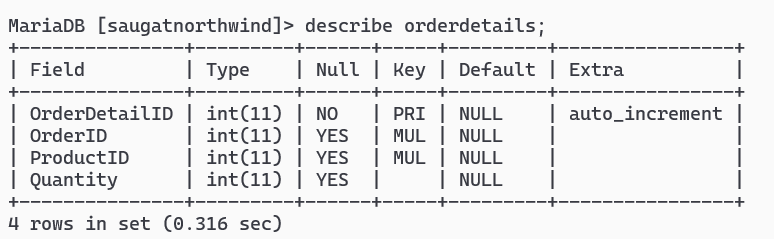 MariaDB [saugatnorthwind]> describe orderdetails;
+---------------+---------+------+-----+---------+----------------+
| Field         | Type    | Null | Key | Default | Extra          |
+---------------+---------+------+-----+---------+----------------+
| OrderDetailID | int(11) | NO   | PRI | NULL    | auto_increment |
| OrderID       | int(11) | YES  | MUL | NULL    |                |
| ProductID     | int(11) | YES  | MUL | NULL    |                |
| Quantity      | int(11) | YES  |     | NULL    |                |
+---------------+---------+------+-----+---------+----------------+
4 rows in set (0.316 sec)